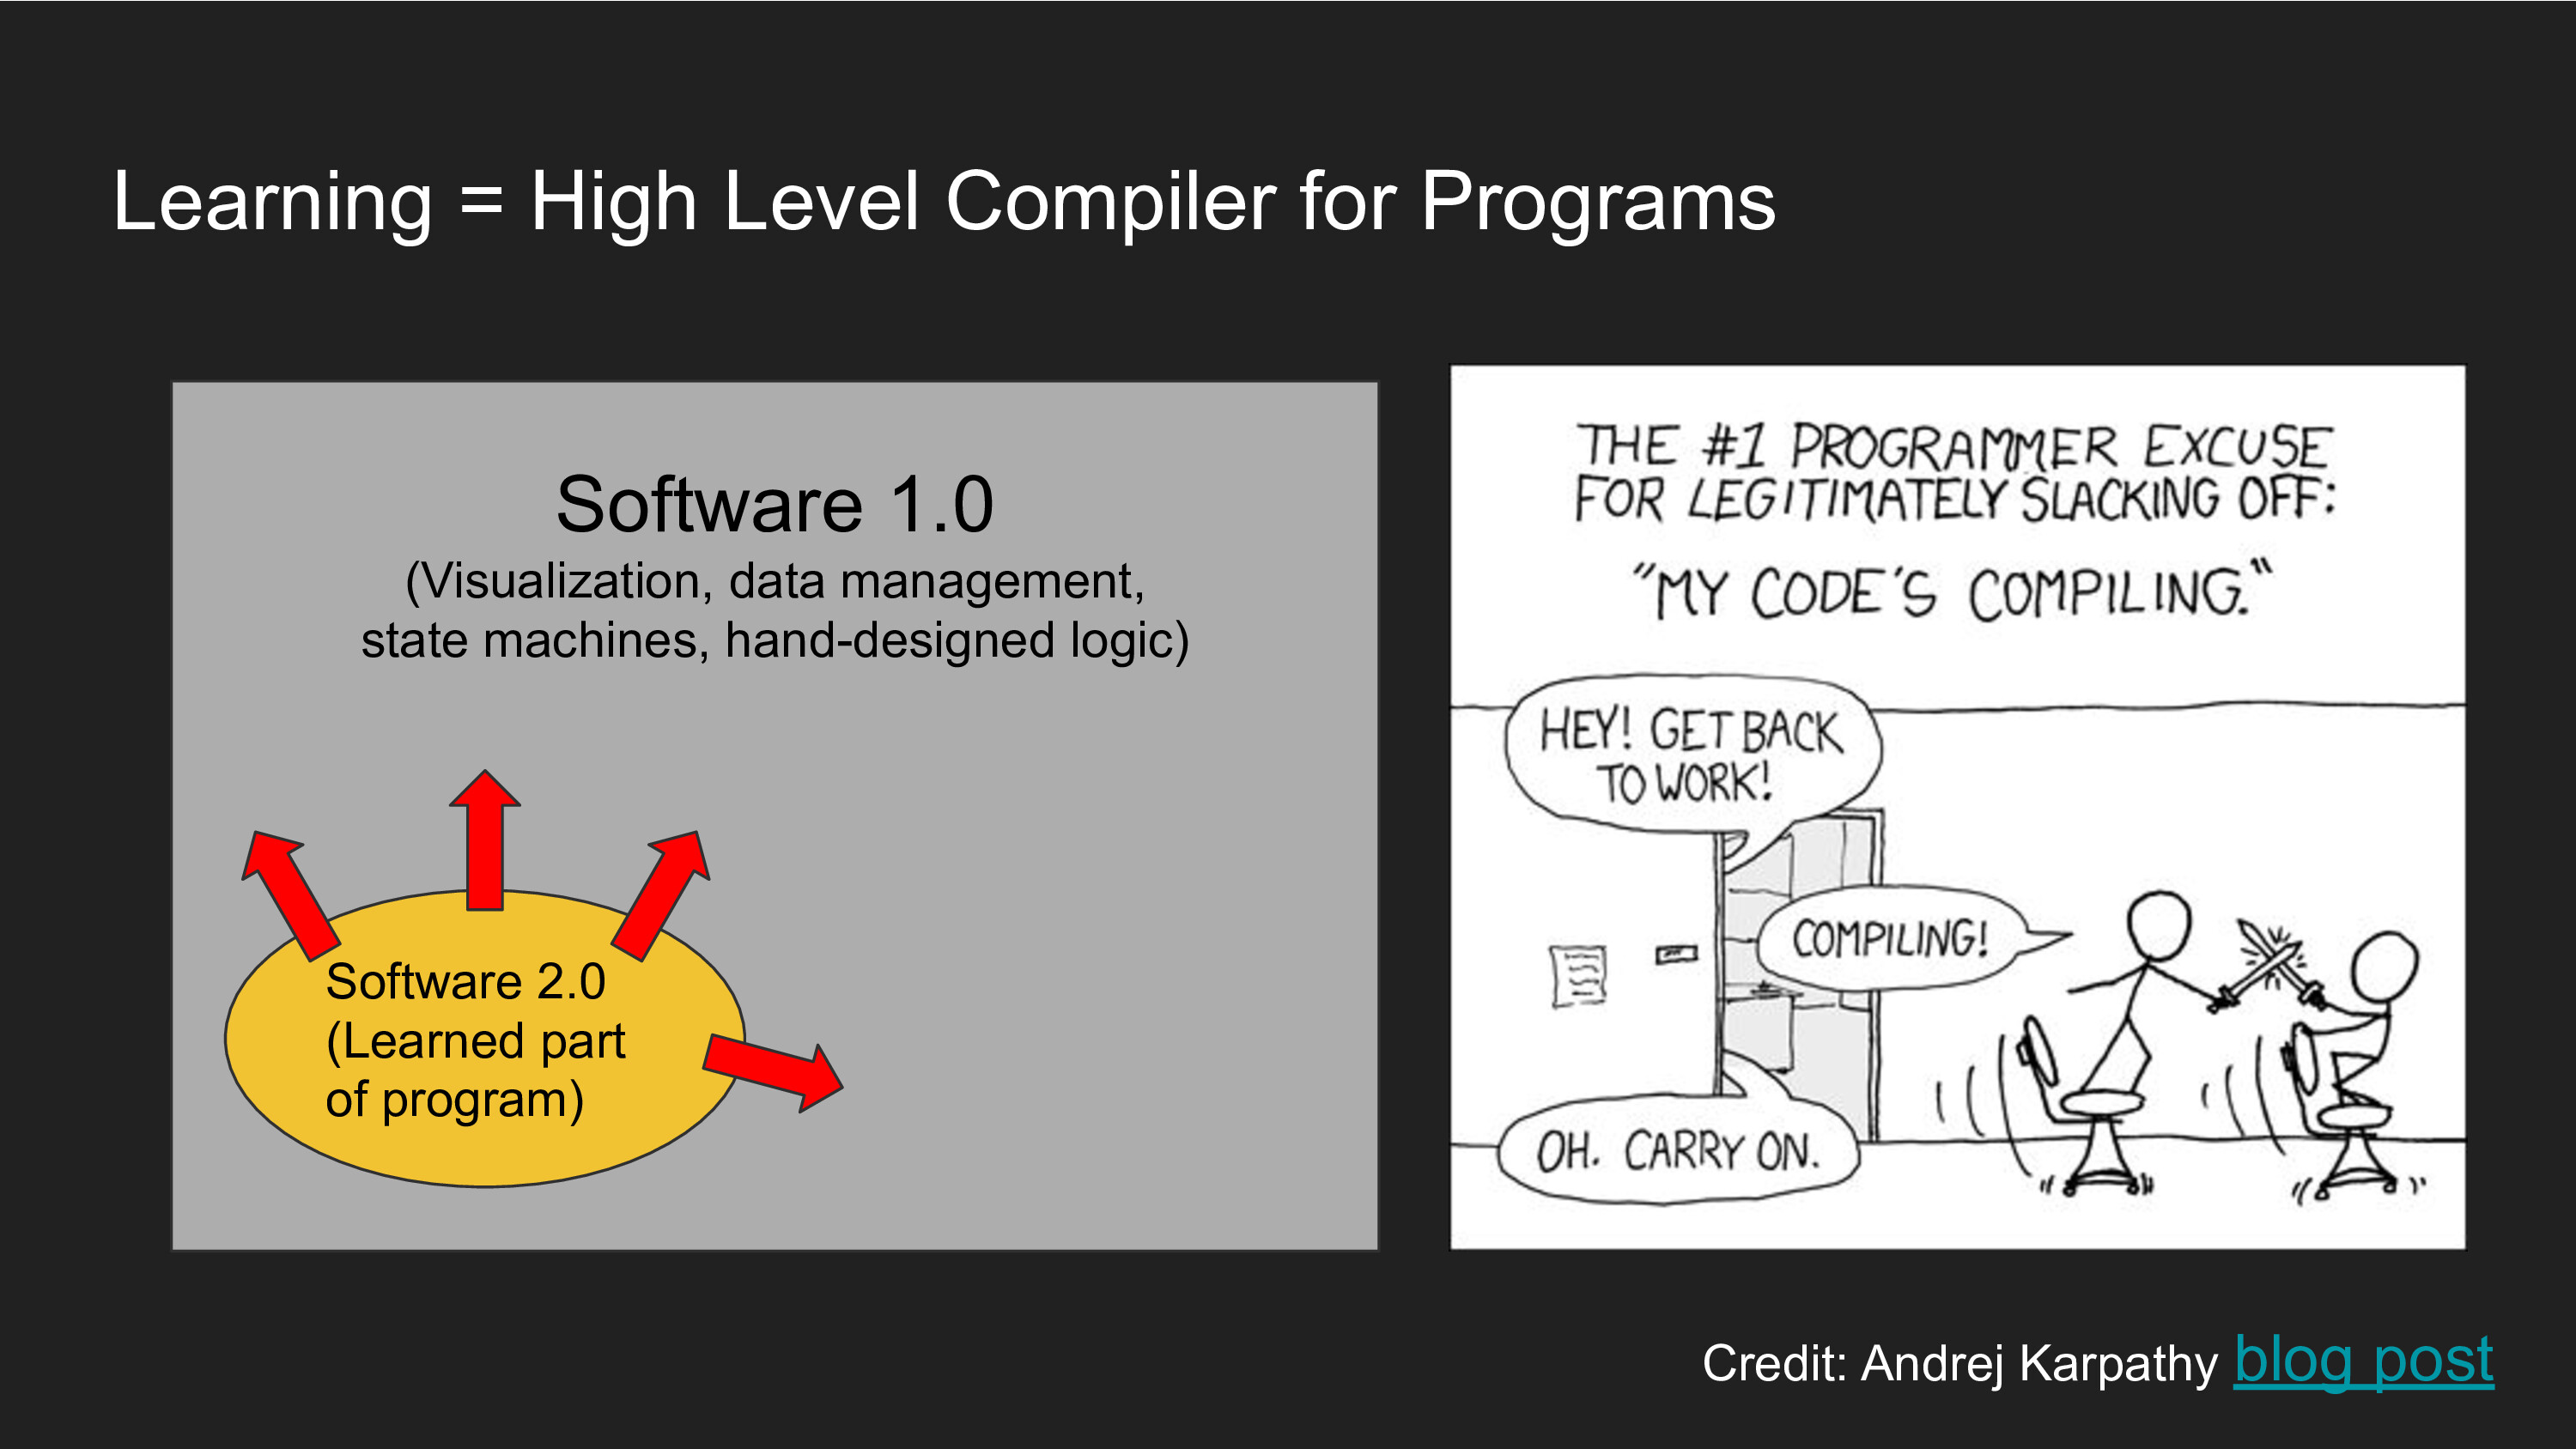 Learning = High Level Compiler for Programs
Software 1.0
(Visualization, data management,
state machines, hand-designed logic)
Software 2.0
(Learned part
of program)
THE #1 PROGRAMMER EXCUSE
FOR LEGITIMATELY SLACKING OFF:
"MY CODE'S COMPILING."
HEY! GET BACK
TO WORK!
COMPILING!
OH. CARRY ON.
Credit: Andrej Karpathy blog post